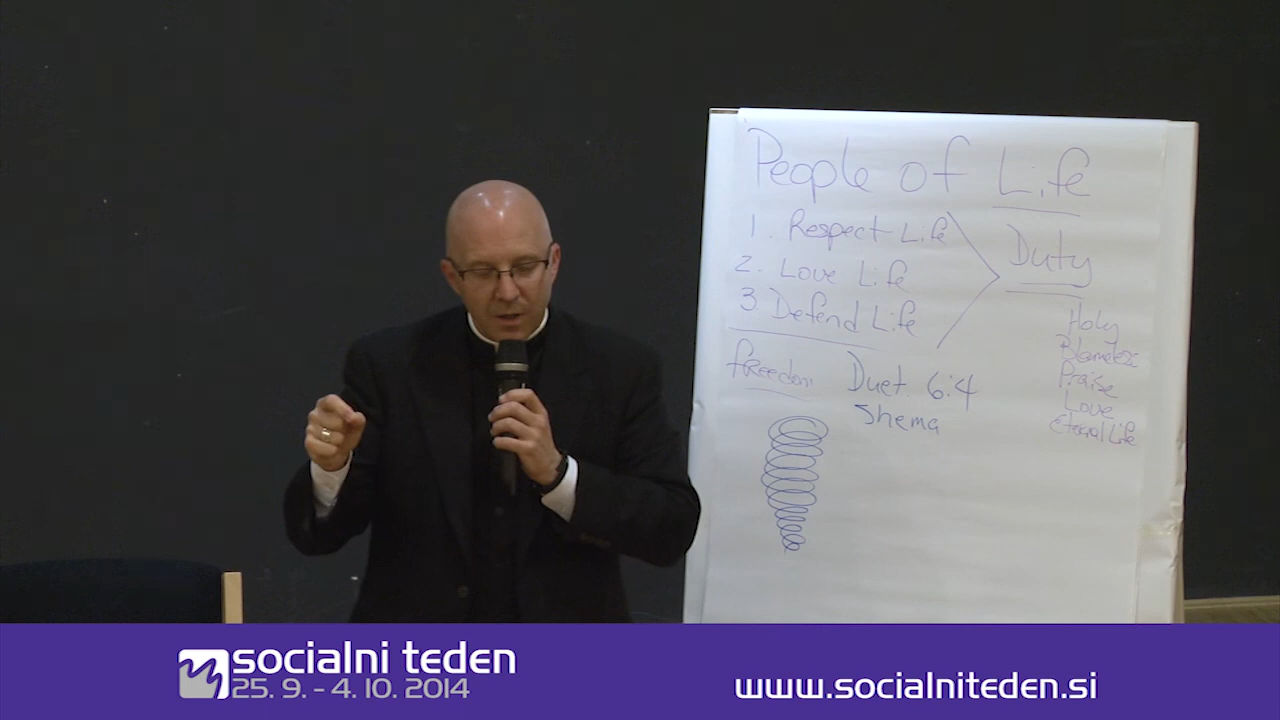 People of Life
1. Respect Life
2. Love Life
3 Defend Life
Duty
Holy
Blameless
Praise
Love
Eternal Life
freedom
Duet 6:4
Shema
socialni teden
25. 9. - 4. 10. 2014
www.socialniteden.si